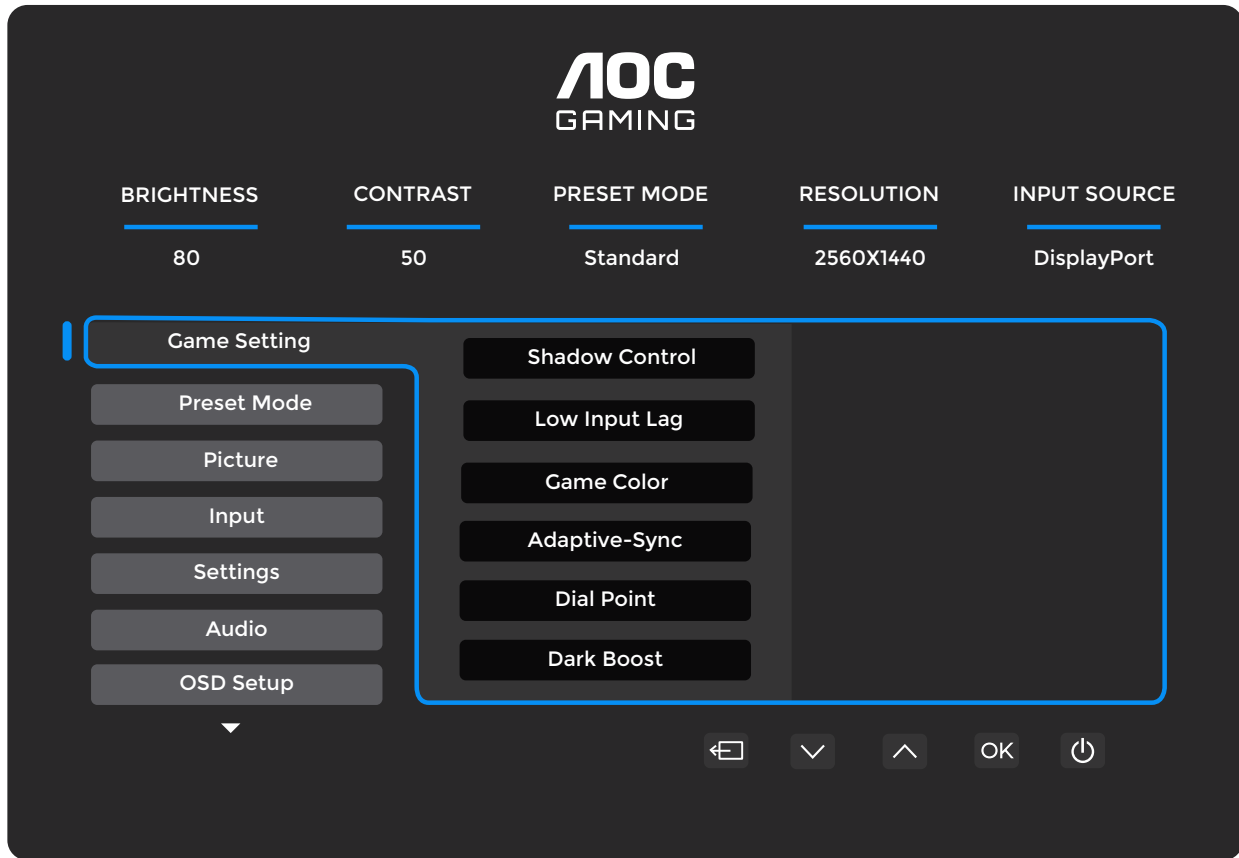 AOC
GAMING
BRIGHTNESS CONTRAST PRESET MODE RESOLUTION INPUT SOURCE
80 50 Standard 2560X1440 DisplayPort
Game Setting
Preset Mode
Picture
Input
Settings
Audio
OSD Setup
Shadow Control
Low Input Lag
Game Color
Adaptive-Sync
Dial Point
Dark Boost
OK